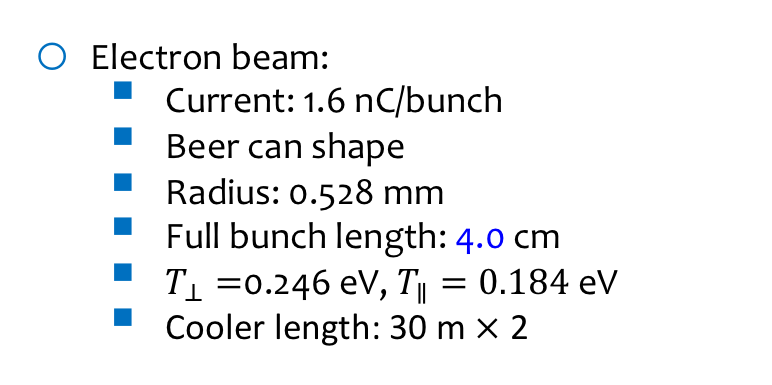 Electron beam:
Current: 1.6 nC/bunch
Beer can shape
Radius: 0.528 mm
Full bunch length: 4.0 cm
T⊥ =0.246 eV, T∥ = 0.184 eV
Cooler length: 30 m × 2